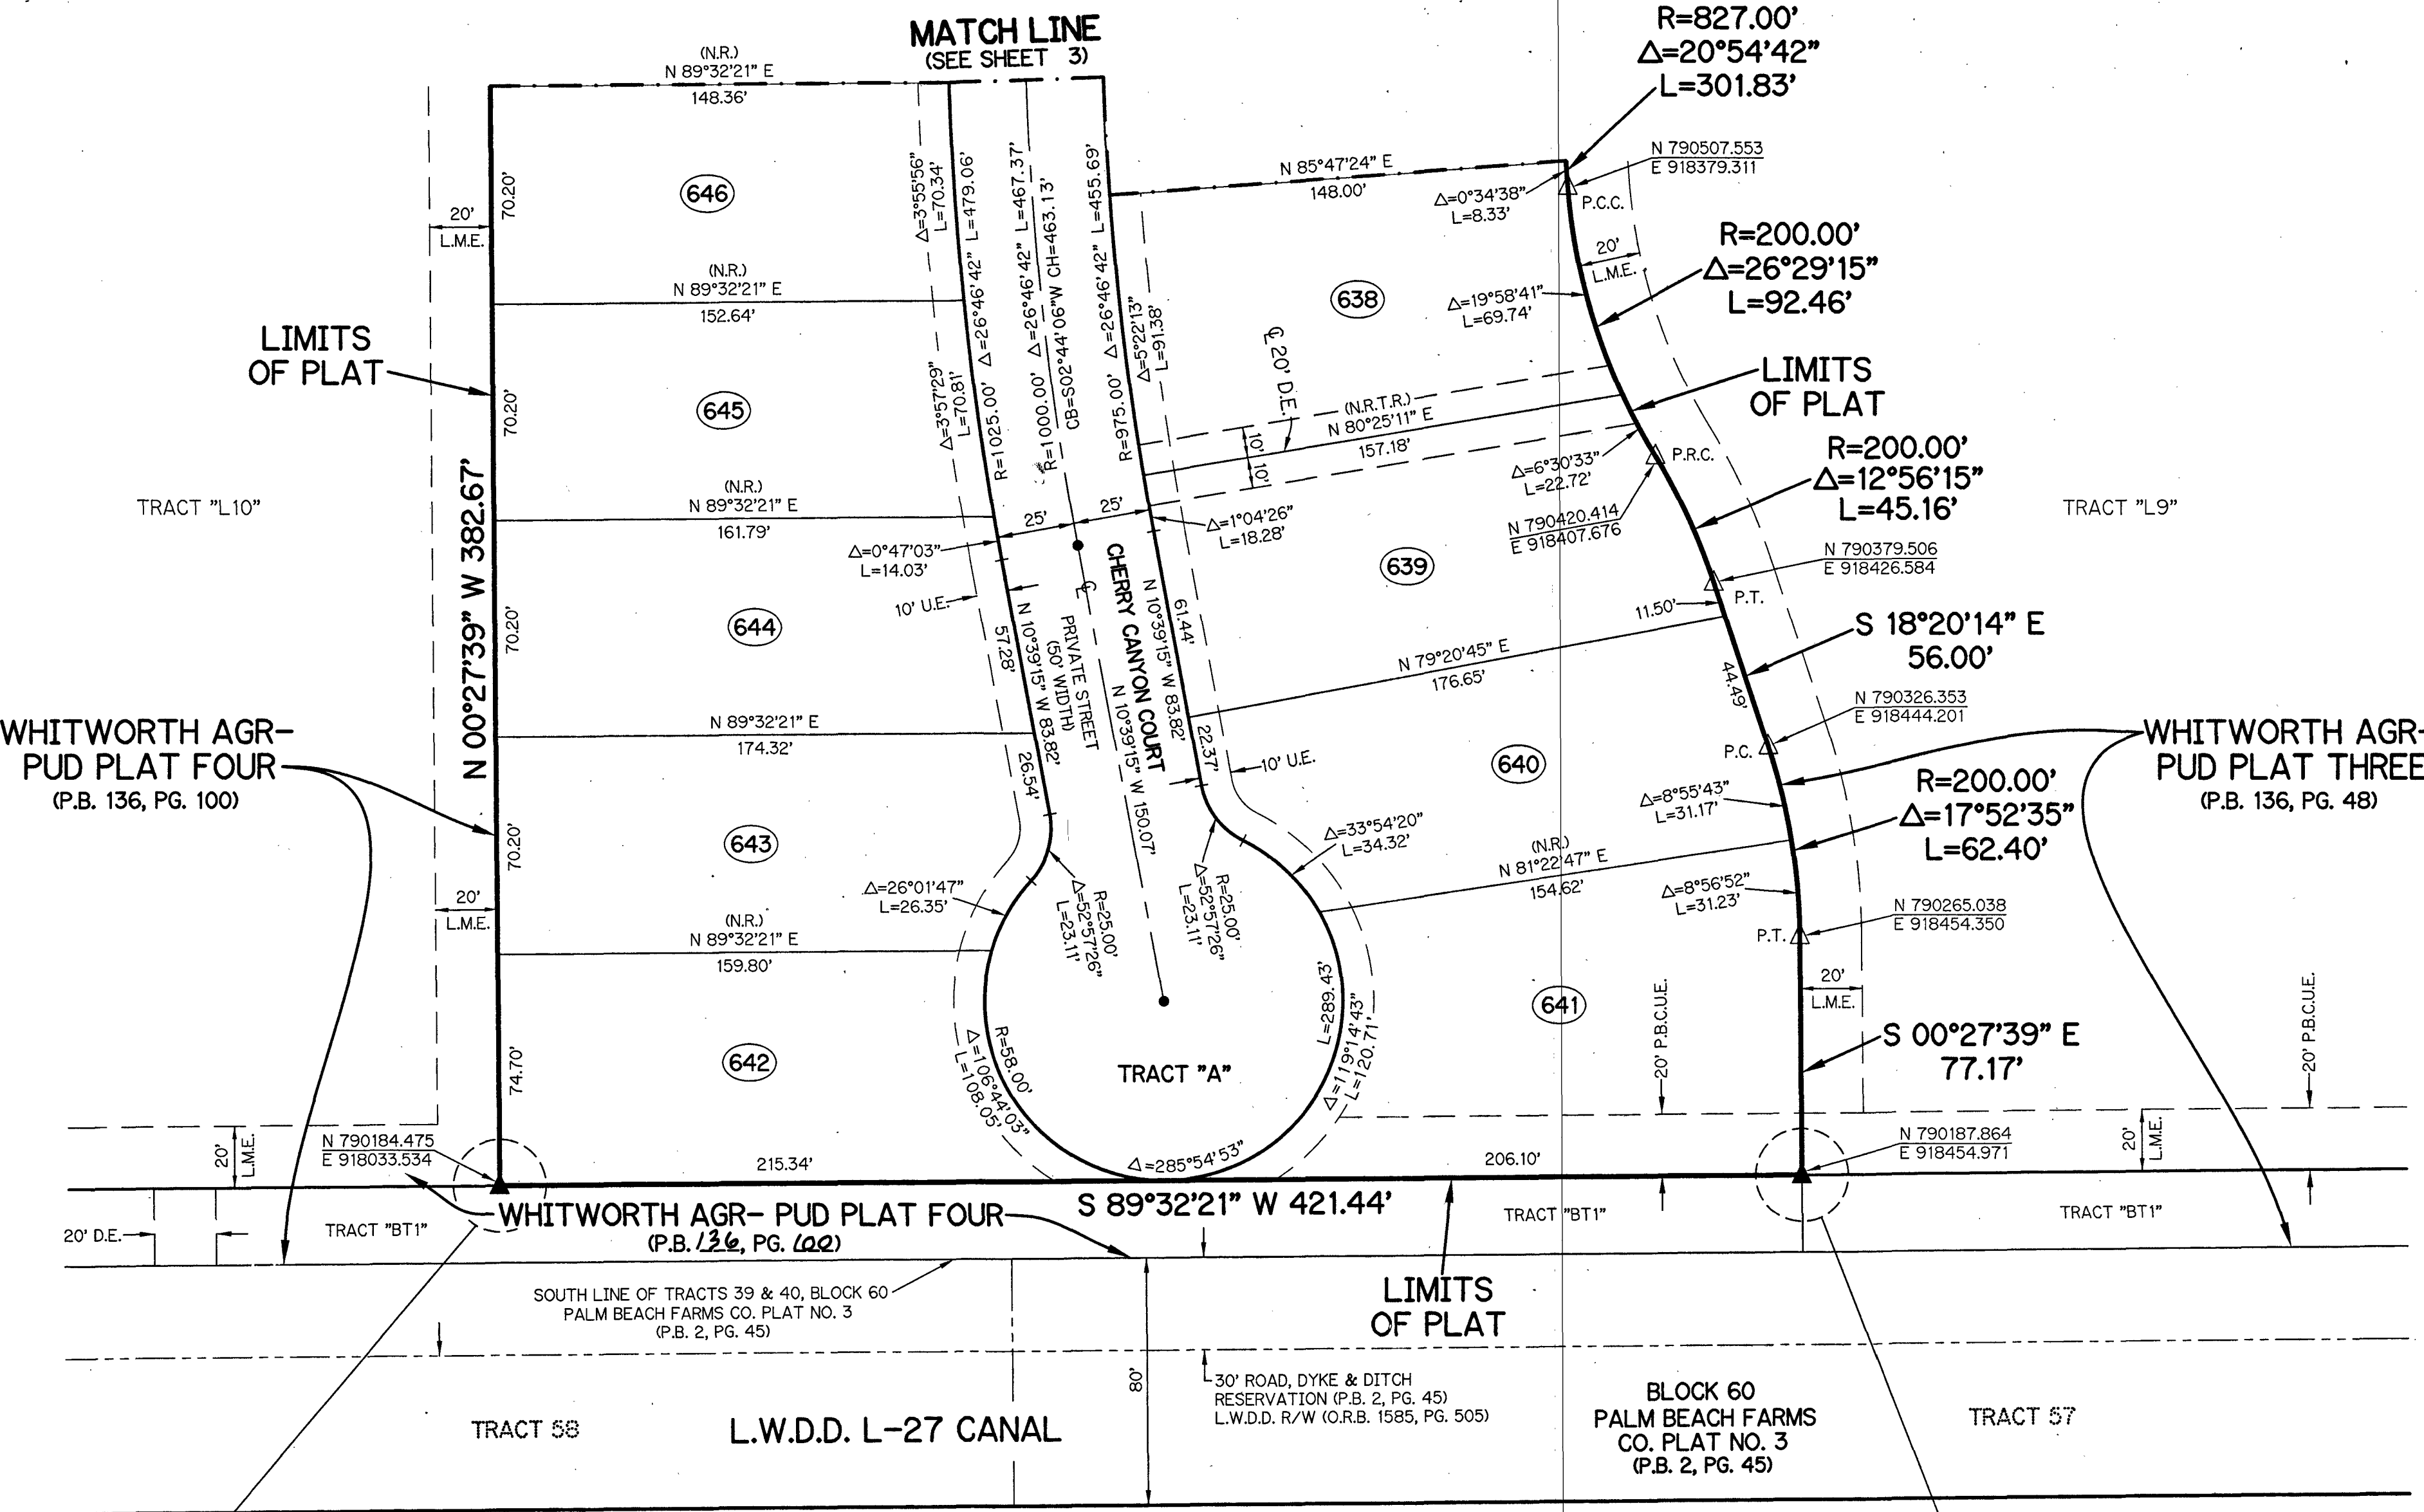 MATCH LINE
(SEE SHEET 3)
(N.R.)
N 89°32'21" E
148.36'
R=827.00'
Δ=20°54'42"
L=301.83'
N 790507.553
E 918379.311
N 85°47'24" E
148.00'
Δ=0°34'38"
L=8.33'
P.C.C.
646
70.20'
20'
L.M.E.
Δ=3°55'56"
L=70.34'
R=1025.00' Δ=26°46'42" L=479.06'
R=1000.00' Δ=26°46'42" L=467.37'
CB=S02°44'06"W CH=463.13'
R=975.00' Δ=26°46'42" L=455.69'
Δ=5°22'13"
L=91.38'
638
20'
L.M.E.
R=200.00'
Δ=26°29'15"
L=92.46'
Δ=19°58'41"
L=69.74'
(N.R.)
N 89°32'21" E
152.64'
LIMITS
OF PLAT
645
70.20'
Δ=3°57'29"
L=70.81'
℄ 20' D.E.
(N.R.T.R.)
N 80°25'11" E
157.18'
10'
10'
LIMITS
OF PLAT
P.R.C.
Δ=6°30'33"
L=22.72'
N 790420.414
E 918407.676
R=200.00'
Δ=12°56'15"
L=45.16'
TRACT "L10"
TRACT "L9"
N 00°27'39" W 382.67'
(N.R.)
N 89°32'21" E
161.79'
25'
25'
Δ=1°04'26"
L=18.28'
Δ=0°47'03"
L=14.03'
10' U.E.
639
N 790379.506
E 918426.584
P.T.
11.50'
S 18°20'14" E
56.00'
644
70.20'
57.28'
N 10°39'15" W 83.82'
PRIVATE STREET
(50' WIDTH)
℄
CHERRY CANYON COURT
N 10°39'15" W 150.07'
N 10°39'15" W 83.82'
61.44'
N 79°20'45" E
176.65'
44.49'
N 790326.353
E 918444.201
P.C.
WHITWORTH AGR-
PUD PLAT FOUR
(P.B. 136, PG. 100)
WHITWORTH AGR-
PUD PLAT THREE
(P.B. 136, PG. 48)
N 89°32'21" E
174.32'
26.54'
22.37'
10' U.E.
640
Δ=8°55'43"
L=31.17'
R=200.00'
Δ=17°52'35"
L=62.40'
643
70.20'
Δ=33°54'20"
L=34.32'
(N.R.)
N 81°22'47" E
154.62'
Δ=26°01'47"
L=26.35'
R=25.00'
Δ=52°57'26"
L=23.11'
R=25.00'
Δ=52°57'26"
L=23.11'
Δ=8°56'52"
L=31.23'
20'
L.M.E.
(N.R.)
N 89°32'21" E
159.80'
N 790265.038
E 918454.350
P.T.
641
20'
L.M.E.
20' P.B.C.U.E.
20' P.B.C.U.E.
S 00°27'39" E
77.17'
642
74.70'
R=58.00'
Δ=106°44'03"
L=108.05'
TRACT "A"
L=289.43'
Δ=119°14'43"
L=120.71'
Δ=285°54'53"
20'
L.M.E.
N 790184.475
E 918033.534
215.34'
206.10'
N 790187.864
E 918454.971
20'
L.M.E.
S 89°32'21" W 421.44'
WHITWORTH AGR- PUD PLAT FOUR
(P.B. 136, PG. 100)
20' D.E.
TRACT "BT1"
TRACT "BT1"
TRACT "BT1"
SOUTH LINE OF TRACTS 39 & 40, BLOCK 60
PALM BEACH FARMS CO. PLAT NO. 3
(P.B. 2, PG. 45)
LIMITS
OF PLAT
80'
30' ROAD, DYKE & DITCH
RESERVATION (P.B. 2, PG. 45)
L.W.D.D. R/W (O.R.B. 1585, PG. 505)
TRACT 58
L.W.D.D. L-27 CANAL
BLOCK 60
PALM BEACH FARMS
CO. PLAT NO. 3
(P.B. 2, PG. 45)
TRACT 57